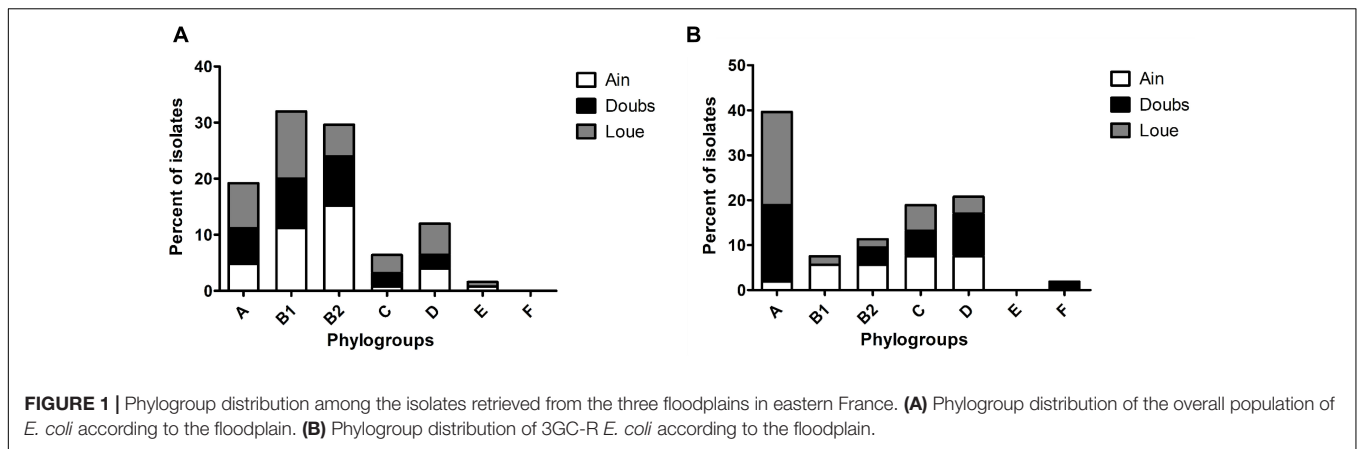 A
Percent of isolates
40
30
20
10
0
A B1 B2 C D E F
Phylogroups
Ain
Doubs
Loue
B
Percent of isolates
50
40
30
20
10
0
A B1 B2 C D E F
Phylogroups
Ain
Doubs
Loue
FIGURE 1 | Phylogroup distribution among the isolates retrieved from the three floodplains in eastern France. (A) Phylogroup distribution of the overall population of
E. coli according to the floodplain. (B) Phylogroup distribution of 3GC-R E. coli according to the floodplain.